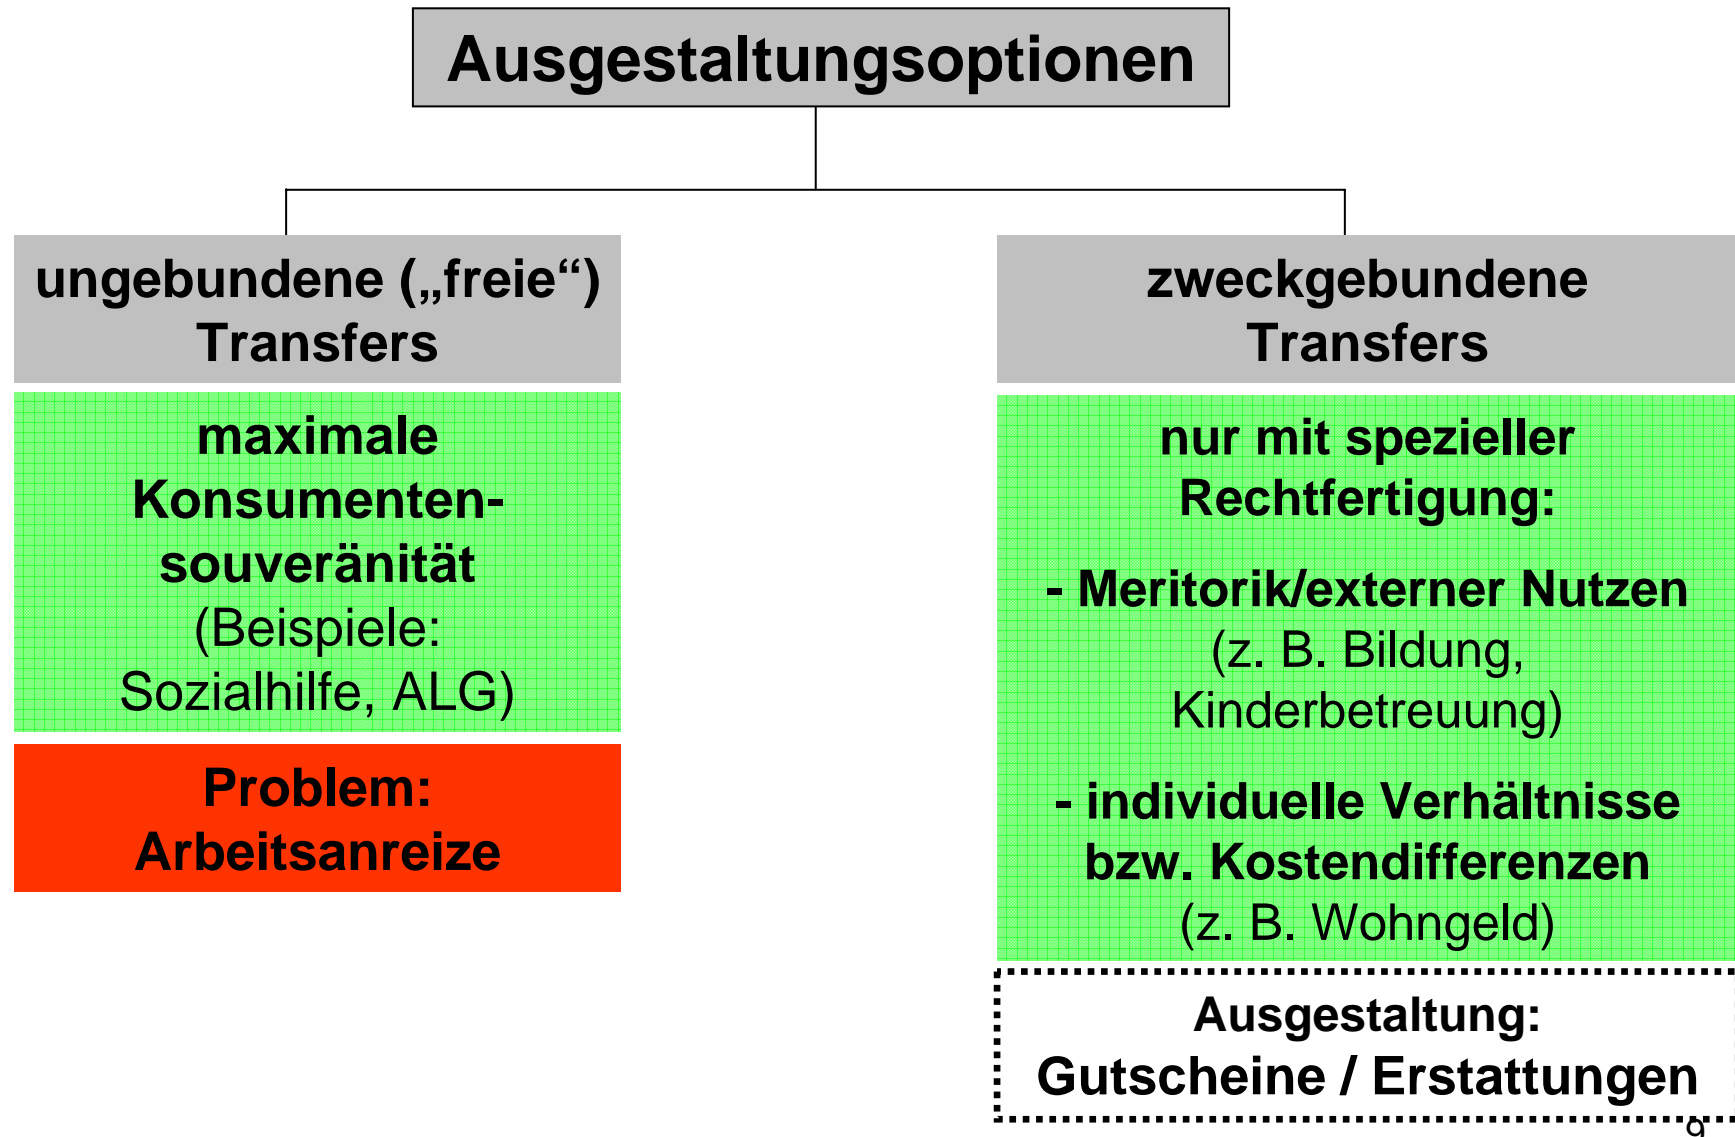 Ausgestaltungsoptionen
ungebundene („freie“)
Transfers
maximale
Konsumenten-
souveränität
(Beispiele:
Sozialhilfe, ALG)
Problem:
Arbeitsanreize
zweckgebundene
Transfers
nur mit spezieller
Rechtfertigung:
- Meritorik/externer Nutzen
(z. B. Bildung,
Kinderbetreuung)
- individuelle Verhältnisse
bzw. Kostendifferenzen
(z. B. Wohngeld)
Ausgestaltung:
Gutscheine / Erstattungen